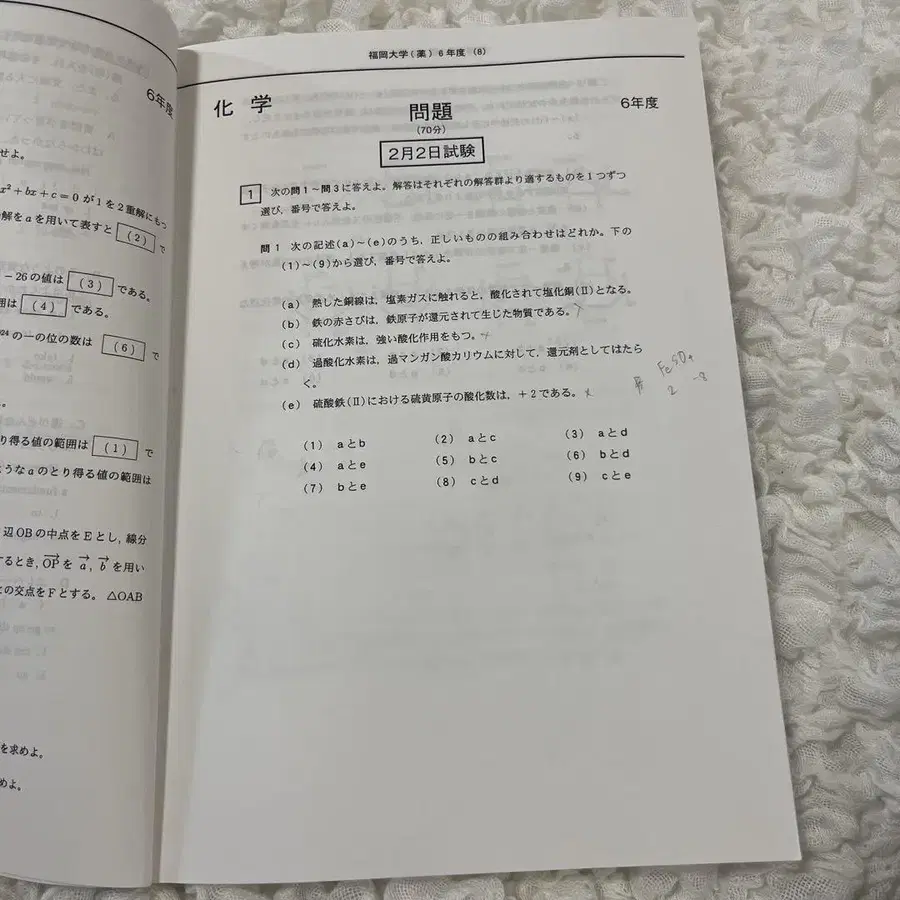 6年度
せよ。
x²+bx+c=0が1を2重解にもつ
解をaを用いて表すと (2) で
-26の値は (3) である。
囲は (4) である。
024の一の位の数は (6) で
り得る値の範囲は (1) で
ようなaのとり得る値の範囲は
辺OBの中点をEとし,線分
するとき,OP→を a→, b→ を用い
との交点をFとする。△OAB
を求めよ。
めよ。
福岡大学(薬) 6年度 (8)
化学
問題
6年度
(70分)
2月2日試験
1 次の問1~問3に答えよ。解答はそれぞれの解答群より適するものを1つずつ
選び,番号で答えよ。
問1 次の記述(a)~(e)のうち,正しいものの組み合わせはどれか。下の
(1)~(9)から選び,番号で答えよ。
(a) 熱した銅線は,塩素ガスに触れると,酸化されて塩化銅(II)となる。
(b) 鉄の赤さびは,鉄原子が還元されて生じた物質である。
(c) 硫化水素は,強い酸化作用をもつ。×
(d) 過酸化水素は,過マンガン酸カリウムに対して,還元剤としてはたら
く。
(e) 硫酸鉄(II)における硫黄原子の酸化数は,+2である。×
FeSO4
2 -8
(1) aとb (2) aとc (3) aとd
(4) aとe (5) bとc (6) bとd
(7) bとe (8) cとd (9) cとe